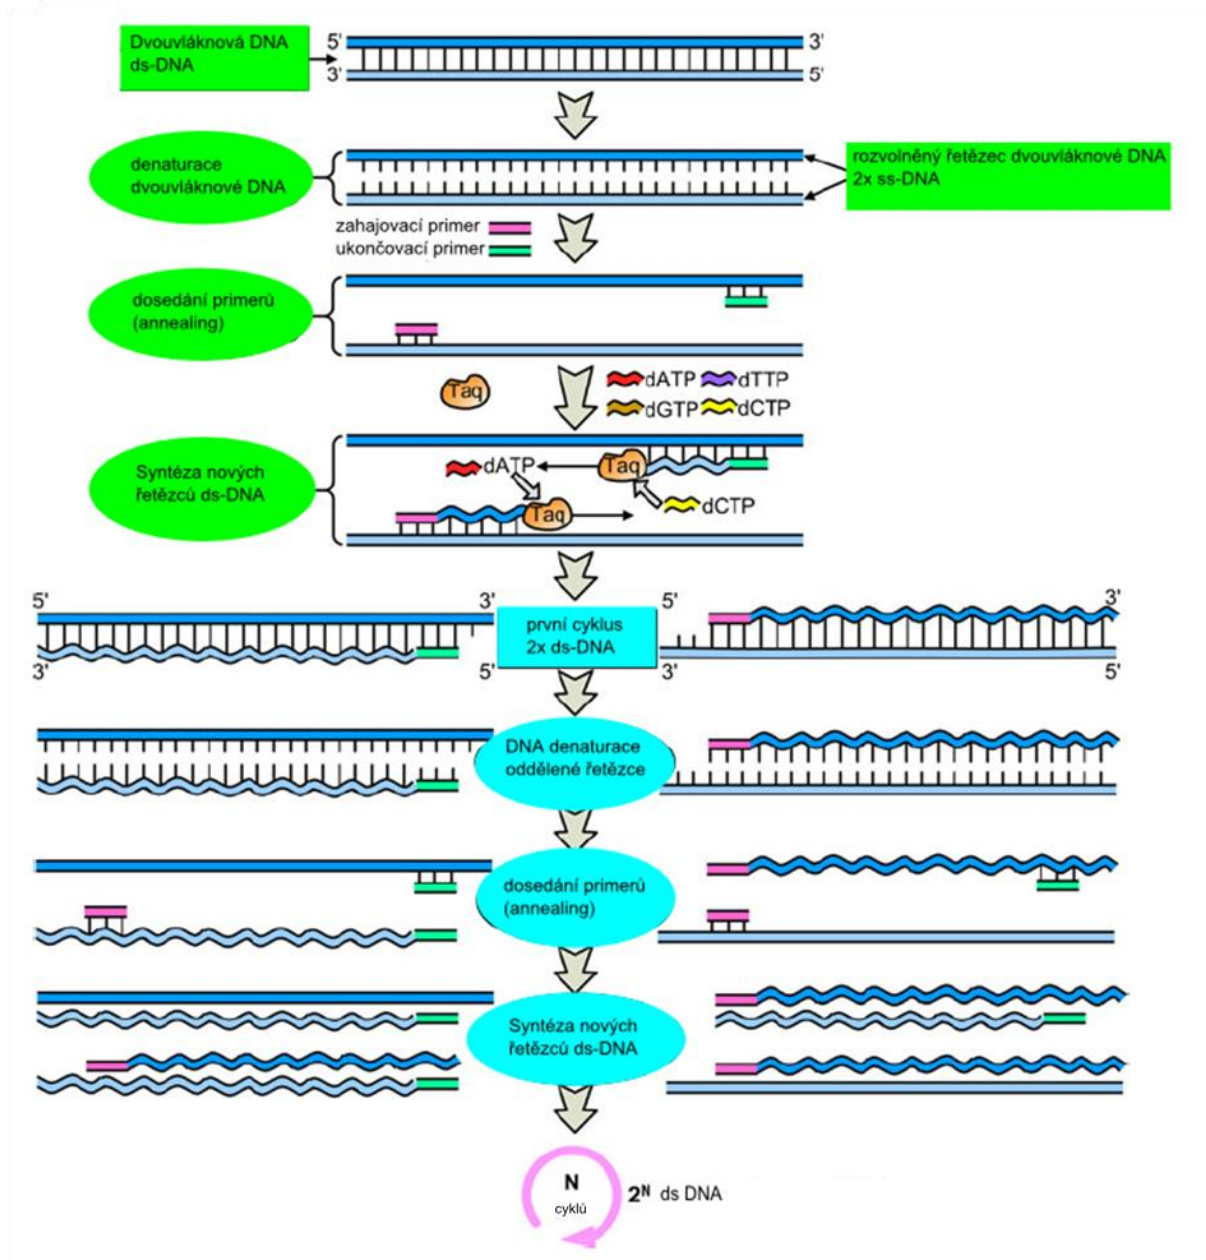 Dvouvláknová DNA
ds-DNA
5'
3'
3'
5'
denaturace
dvouvláknové DNA
rozvolněný řetězec dvouvláknové DNA
2x ss-DNA
zahajovací primer
ukončovací primer
dosedání primerů
(annealing)
Taq
dATP
dTTP
dGTP
dCTP
Syntéza nových
řetězců ds-DNA
dATP
Taq
dCTP
Taq
5'
3'
5'
3'
první cyklus
2x ds-DNA
3'
5'
3'
5'
DNA denaturace
oddělené řetězce
dosedání primerů
(annealing)
Syntéza nových
řetězců ds-DNA
N
cyklů
2ᴺ ds DNA